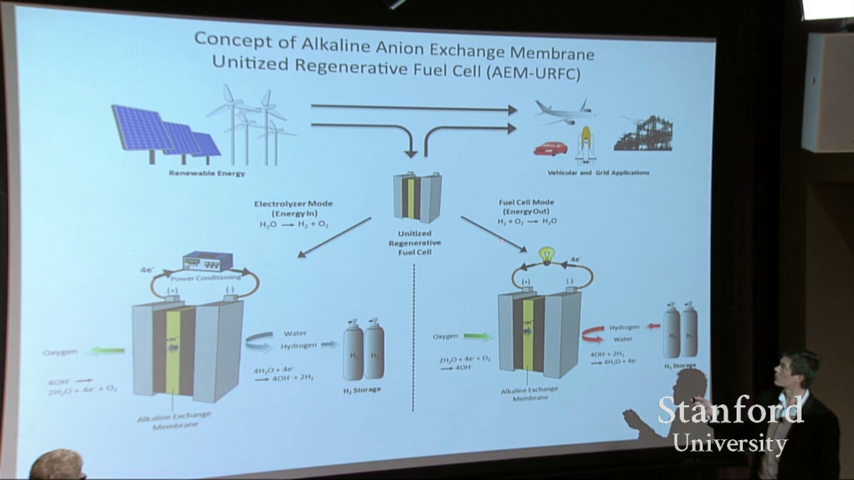 Concept of Alkaline Anion Exchange Membrane
Unitized Regenerative Fuel Cell (AEM-URFC)
Renewable Energy
Vehicular and Grid Applications
Electrolyzer Mode
(Energy In)
H₂O → H₂ + O₂
Fuel Cell Mode
(Energy Out)
H₂ + O₂ → H₂O
Unitized
Regenerative
Fuel Cell
4e⁻
Power Conditioning
(+)
(-)
OH⁻
Oxygen
Water
Hydrogen
4OH⁻ →
2H₂O + 4e⁻ + O₂
4H₂O + 4e⁻
→ 4OH⁻ + 2H₂
H₂
H₂
H₂ Storage
Alkaline Exchange
Membrane
4e⁻
(+)
(-)
Oxygen
Hydrogen
Water
2H₂O + 4e⁻ + O₂
→ 4OH⁻
4OH⁻ + 2H₂
→ 4H₂O + 4e⁻
H₂ Storage
Alkaline Exchange
Membrane
Stanford
University